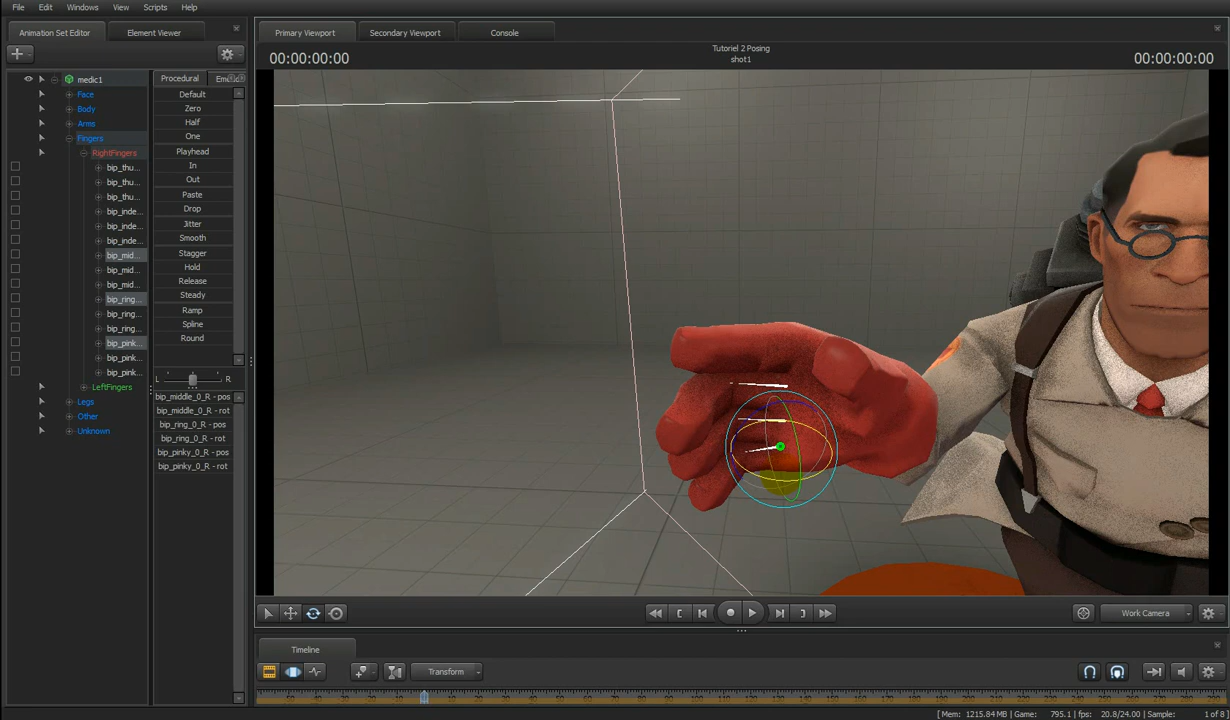 File Edit Windows View Scripts Help
Animation Set Editor Element Viewer
Primary Viewport Secondary Viewport Console
00:00:00:00
Tutoriel 2 Posing
shot1
00:00:00:00
medic1
Face
Body
Arms
Fingers
RightFingers
bip_thu...
bip_thu...
bip_thu...
bip_inde...
bip_inde...
bip_inde...
bip_mid...
bip_mid...
bip_mid...
bip_ring...
bip_ring...
bip_ring...
bip_pink...
bip_pink...
bip_pink...
LeftFingers
Legs
Other
Unknown
Procedural
Default
Zero
Half
One
Playhead
In
Out
Paste
Drop
Jitter
Smooth
Stagger
Hold
Release
Steady
Ramp
Spline
Round
L R
bip_middle_0_R - pos
bip_middle_0_R - rot
bip_ring_0_R - pos
bip_ring_0_R - rot
bip_pinky_0_R - pos
bip_pinky_0_R - rot
Work Camera
Timeline
Transform
[ Mem: 1215.84 MB | Game: 795.1 | fps: 20.8/24.00 | Sample: 1 of 8